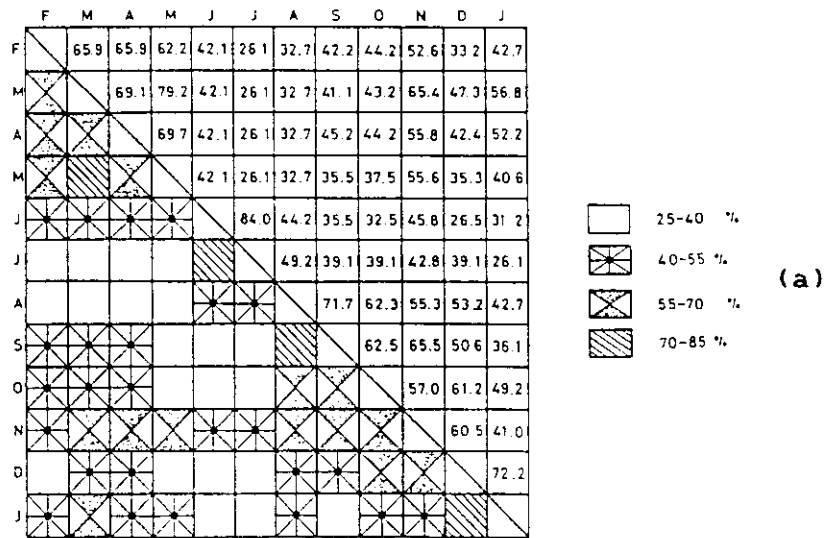 F M A M J J A S O N D J
F 65.9 65.9 62.2 42.1 26.1 32.7 42.2 44.2 52.6 33.2 42.7
M 69.1 79.2 42.1 26.1 32.7 41.1 43.2 65.4 47.3 56.8
A 69.7 42.1 26.1 32.7 45.2 44.2 55.8 42.4 52.2
M 42.1 26.1 32.7 35.5 37.5 55.6 35.3 40.6
J 84.0 44.2 35.5 32.5 45.8 26.5 31.2
J 49.2 39.1 39.1 42.8 39.1 26.1
A 71.7 62.3 55.3 53.2 42.7
S 62.5 65.5 50.6 36.1
O 57.0 61.2 49.2
N 60.5 41.0
D 72.2
J
25-40 %
40-55 %
55-70 %
70-85 %
(a)